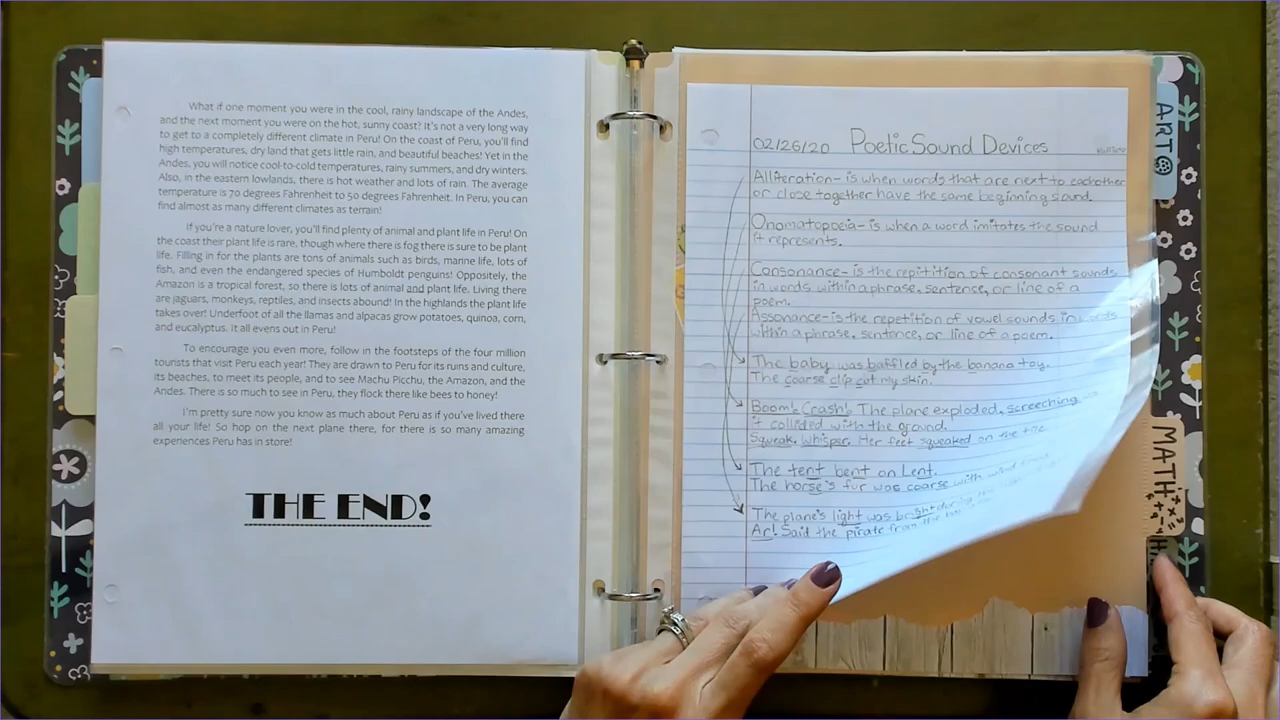 What if one moment you were in the cool, rainy landscape of the Andes,
and the next moment you were on the hot, sunny coast? It's not a very long way
to get to a completely different climate in Peru! On the coast of Peru, you'll find
high temperatures, dry land that gets little rain, and beautiful beaches! Yet in the
Andes, you will notice cool-to-cold temperatures, rainy summers, and dry winters.
Also, in the eastern lowlands, there is hot weather and lots of rain. The average
temperature is 70 degrees Fahrenheit to 50 degrees Fahrenheit. In Peru, you can
find almost as many different climates as terrain!
If you're a nature lover, you'll find plenty of animal and plant life in Peru! On
the coast their plant life is rare, though where there is fog there is sure to be plant
life. Filling in for the plants are tons of animals such as birds, marine life, lots of
fish, and even the endangered species of Humboldt penguins! Oppositely, the
Amazon is a tropical forest, so there is lots of animal and plant life. Living there
are jaguars, monkeys, reptiles, and insects abound! In the highlands the plant life
takes over! Underfoot of all the llamas and alpacas grow potatoes, quinoa, corn,
and eucalyptus. It all evens out in Peru!
To encourage you even more, follow in the footsteps of the four million
tourists that visit Peru each year! They are drawn to Peru for its ruins and culture,
its beaches, to meet its people, and to see Machu Picchu, the Amazon, and the
Andes. There is so much to see in Peru, they flock there like bees to honey!
I'm pretty sure now you know as much about Peru as if you've lived there
all your life! So hop on the next plane there, for there is so many amazing
experiences Peru has in store!
THE END!
02/26/20 Poetic Sound Devices
Alliteration- is when words that are next to eachother
or close together have the same beginning sound.
Onomatopoeia- is when a word imitates the sound
it represents.
Consonance- is the repitition of consonant sounds
in words within a phrase, sentence, or line of a
poem.
Assonance- is the repetition of vowel sounds in words
within a phrase, sentence, or line of a poem.
The baby was baffled by the banana toy.
The coarse clip cut my skin.
Boom! Crash! The plane exploded, screeching as
it collided with the ground.
Squeak. Whisper. Her feet squeaked on the tile
The tent bent on Lent.
The horse's fur was coarse with wind
The plane's light was bright during the
Ar! Said the pirate from the
ART
MATH